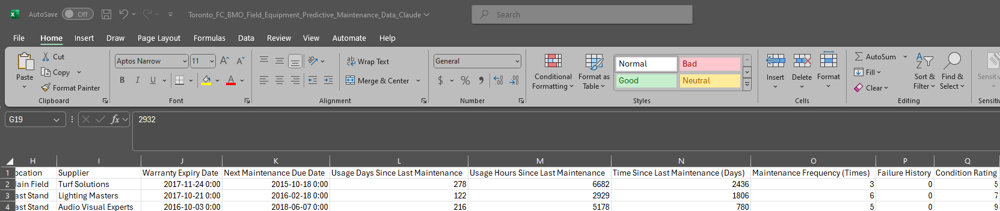 AutoSave Off Toronto_FC_BMO_Field_Equipment_Predictive_Maintenance_Data_Claude Search
File Home Insert Draw Page Layout Formulas Data Review View Automate Help
Paste Cut Copy Format Painter Clipboard
Aptos Narrow 11 A A B I U A Font
ab Wrap Text Merge & Center Alignment
General $ % Number
Conditional Formatting Format as Table Normal Bad Good Neutral Styles
Insert Delete Format Cells
AutoSum Fill Clear Sort & Filter Find & Select Editing
G19 fx 2932
H I J K L M N O P Q
1 ocation Supplier Warranty Expiry Date Next Maintenance Due Date Usage Days Since Last Maintenance Usage Hours Since Last Maintenance Time Since Last Maintenance (Days) Maintenance Frequency (Times) Failure History Condition Rating
2 lain Field Turf Solutions 2017-11-24 0:00 2015-10-18 0:00 278 6682 2436 3 0 5
3 ast Stand Lighting Masters 2017-10-21 0:00 2016-02-18 0:00 122 2929 1806 6 0 7
4 ast Stand Audio Visual Experts 2016-10-03 0:00 2018-06-07 0:00 216 5178 780 5 0 9